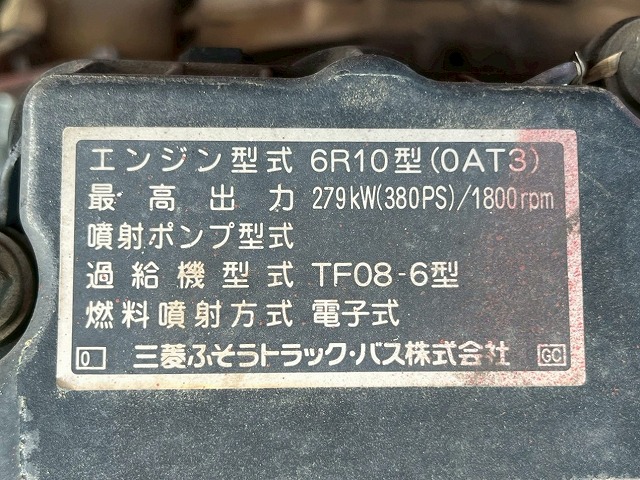 エンジン型式 6R10型(0AT3)
最高出力 279kW(380PS)/1800rpm
噴射ポンプ型式
過給機型式 TF08-6型
燃料噴射方式 電子式
0 三菱ふそうトラック・バス株式会社 GC